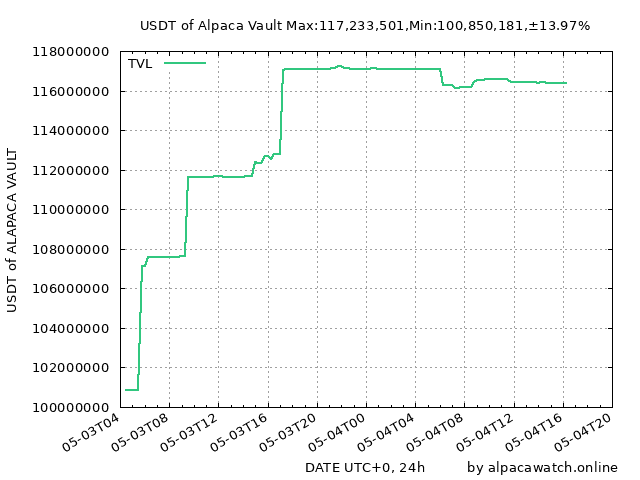 USDT of Alpaca Vault Max:117,233,501,Min:100,850,181,±13.97%
TVL
118000000
116000000
114000000
112000000
110000000
108000000
106000000
104000000
102000000
100000000
USDT of ALAPACA VAULT
05-03T04
05-03T08
05-03T12
05-03T16
05-03T20
05-04T00
05-04T04
05-04T08
05-04T12
05-04T16
05-04T20
DATE UTC+0, 24h
by alpacawatch.online